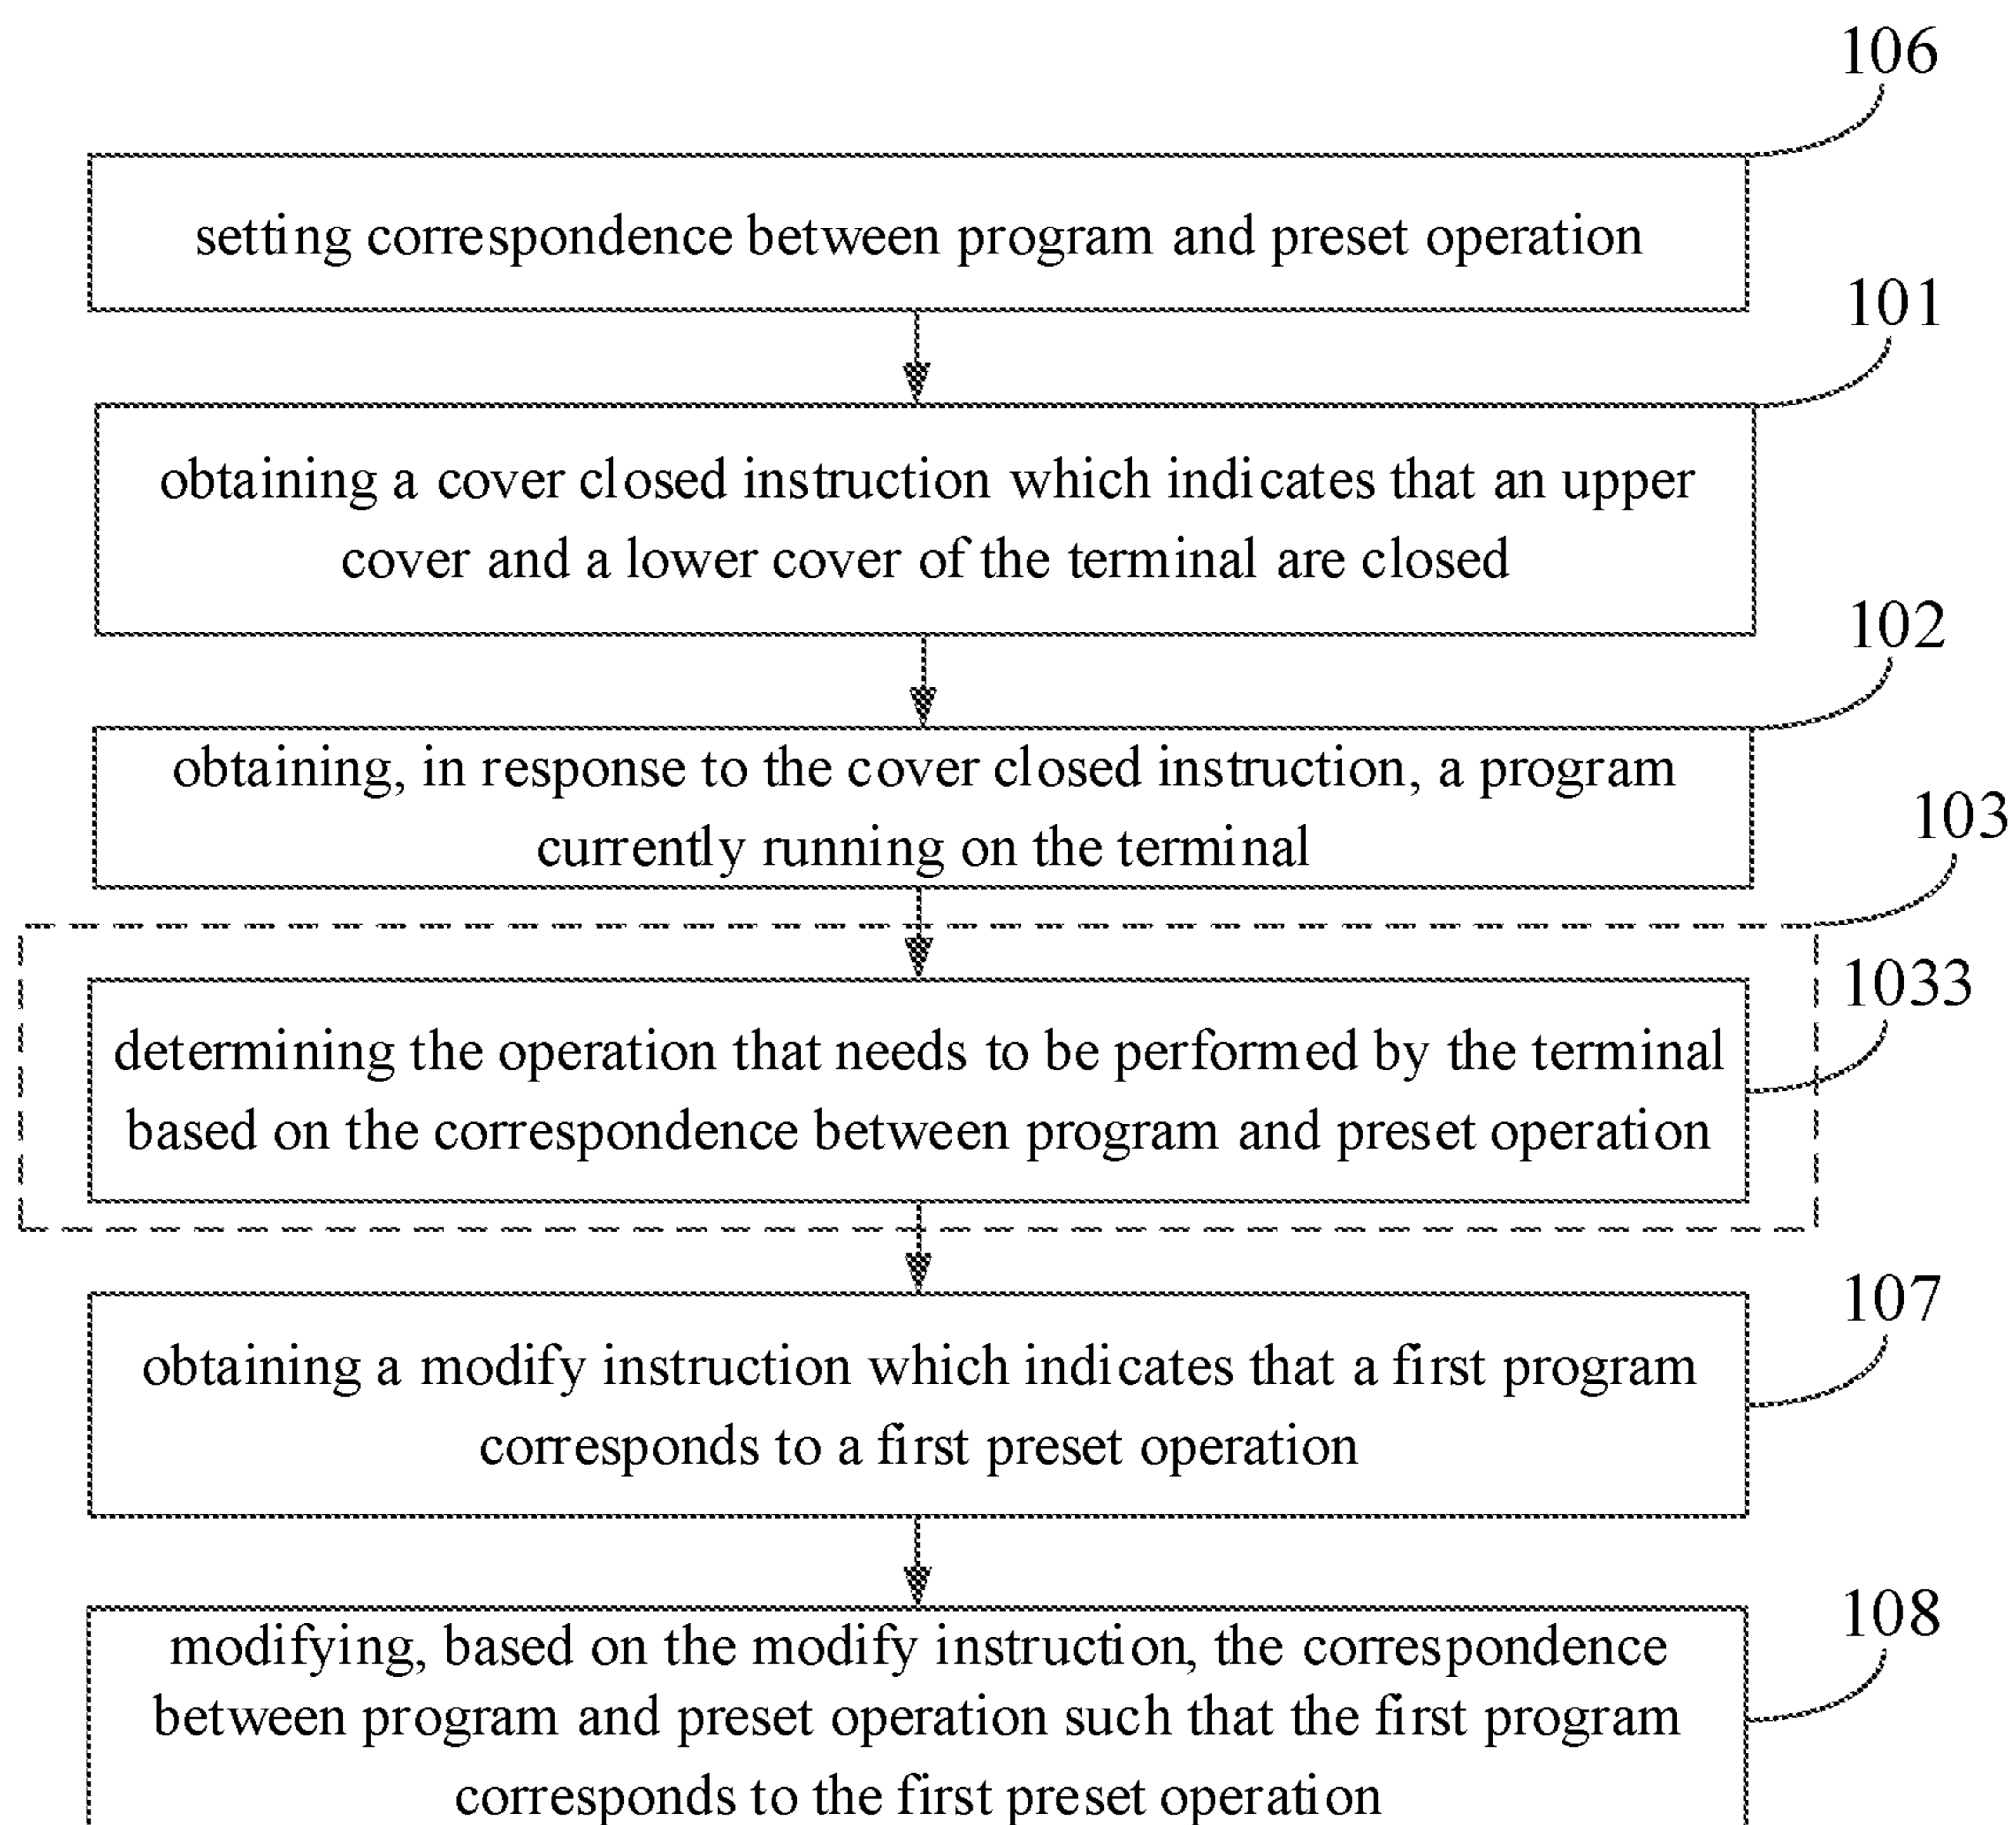 106
setting correspondence between program and preset operation
101
obtaining a cover closed instruction which indicates that an upper
cover and a lower cover of the terminal are closed
102
obtaining, in response to the cover closed instruction, a program
currently running on the terminal
103
1033
determining the operation that needs to be performed by the terminal
based on the correspondence between program and preset operation
107
obtaining a modify instruction which indicates that a first program
corresponds to a first preset operation
108
modifying, based on the modify instruction, the correspondence
between program and preset operation such that the first program
corresponds to the first preset operation